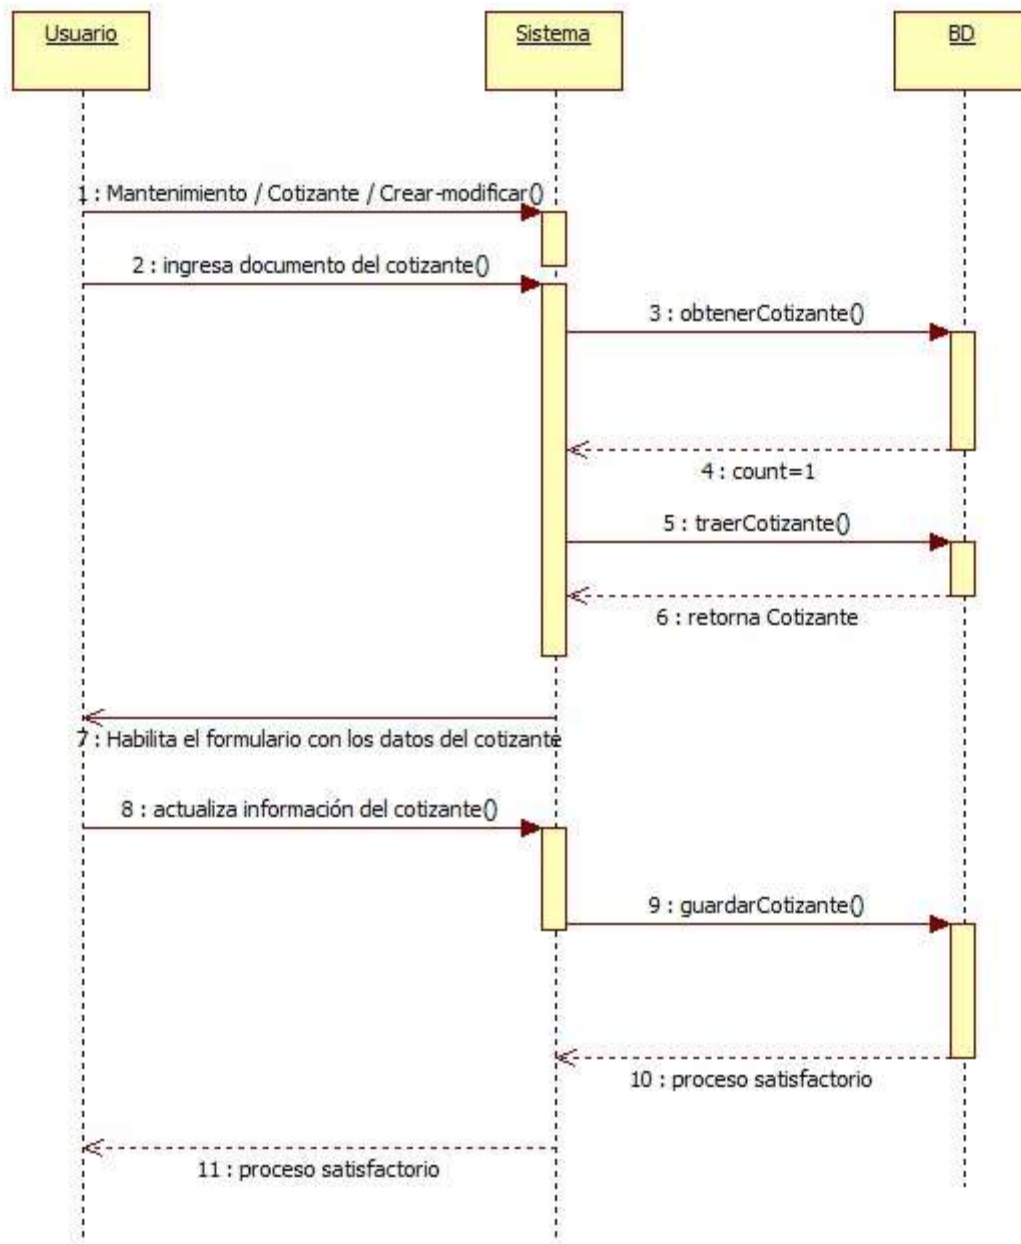 Usuario
Sistema
BD
1 : Mantenimiento / Cotizante / Crear-modificar()
2 : ingresa documento del cotizante()
3 : obtenerCotizante()
4 : count=1
5 : traerCotizante()
6 : retorna Cotizante
7 : Habilita el formulario con los datos del cotizante
8 : actualiza información del cotizante()
9 : guardarCotizante()
10 : proceso satisfactorio
11 : proceso satisfactorio